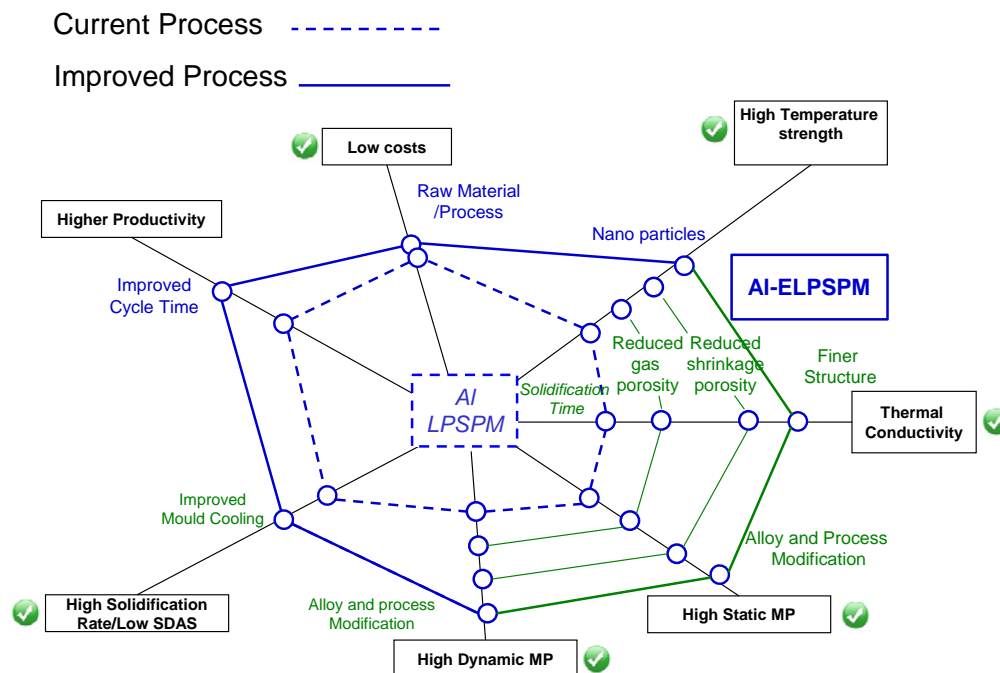 Current Process
Improved Process
High Temperature
strength
Low costs
Raw Material
/Process
Higher Productivity
Nano particles
Improved
Cycle Time
Al-ELPSPM
Reduced
gas
porosity
Reduced
shrinkage
porosity
Finer
Structure
Solidification
Time
Al
LPSPM
Thermal
Conductivity
Improved
Mould Cooling
Alloy and Process
Modification
High Solidification
Rate/Low SDAS
Alloy and process
Modification
High Static MP
High Dynamic MP